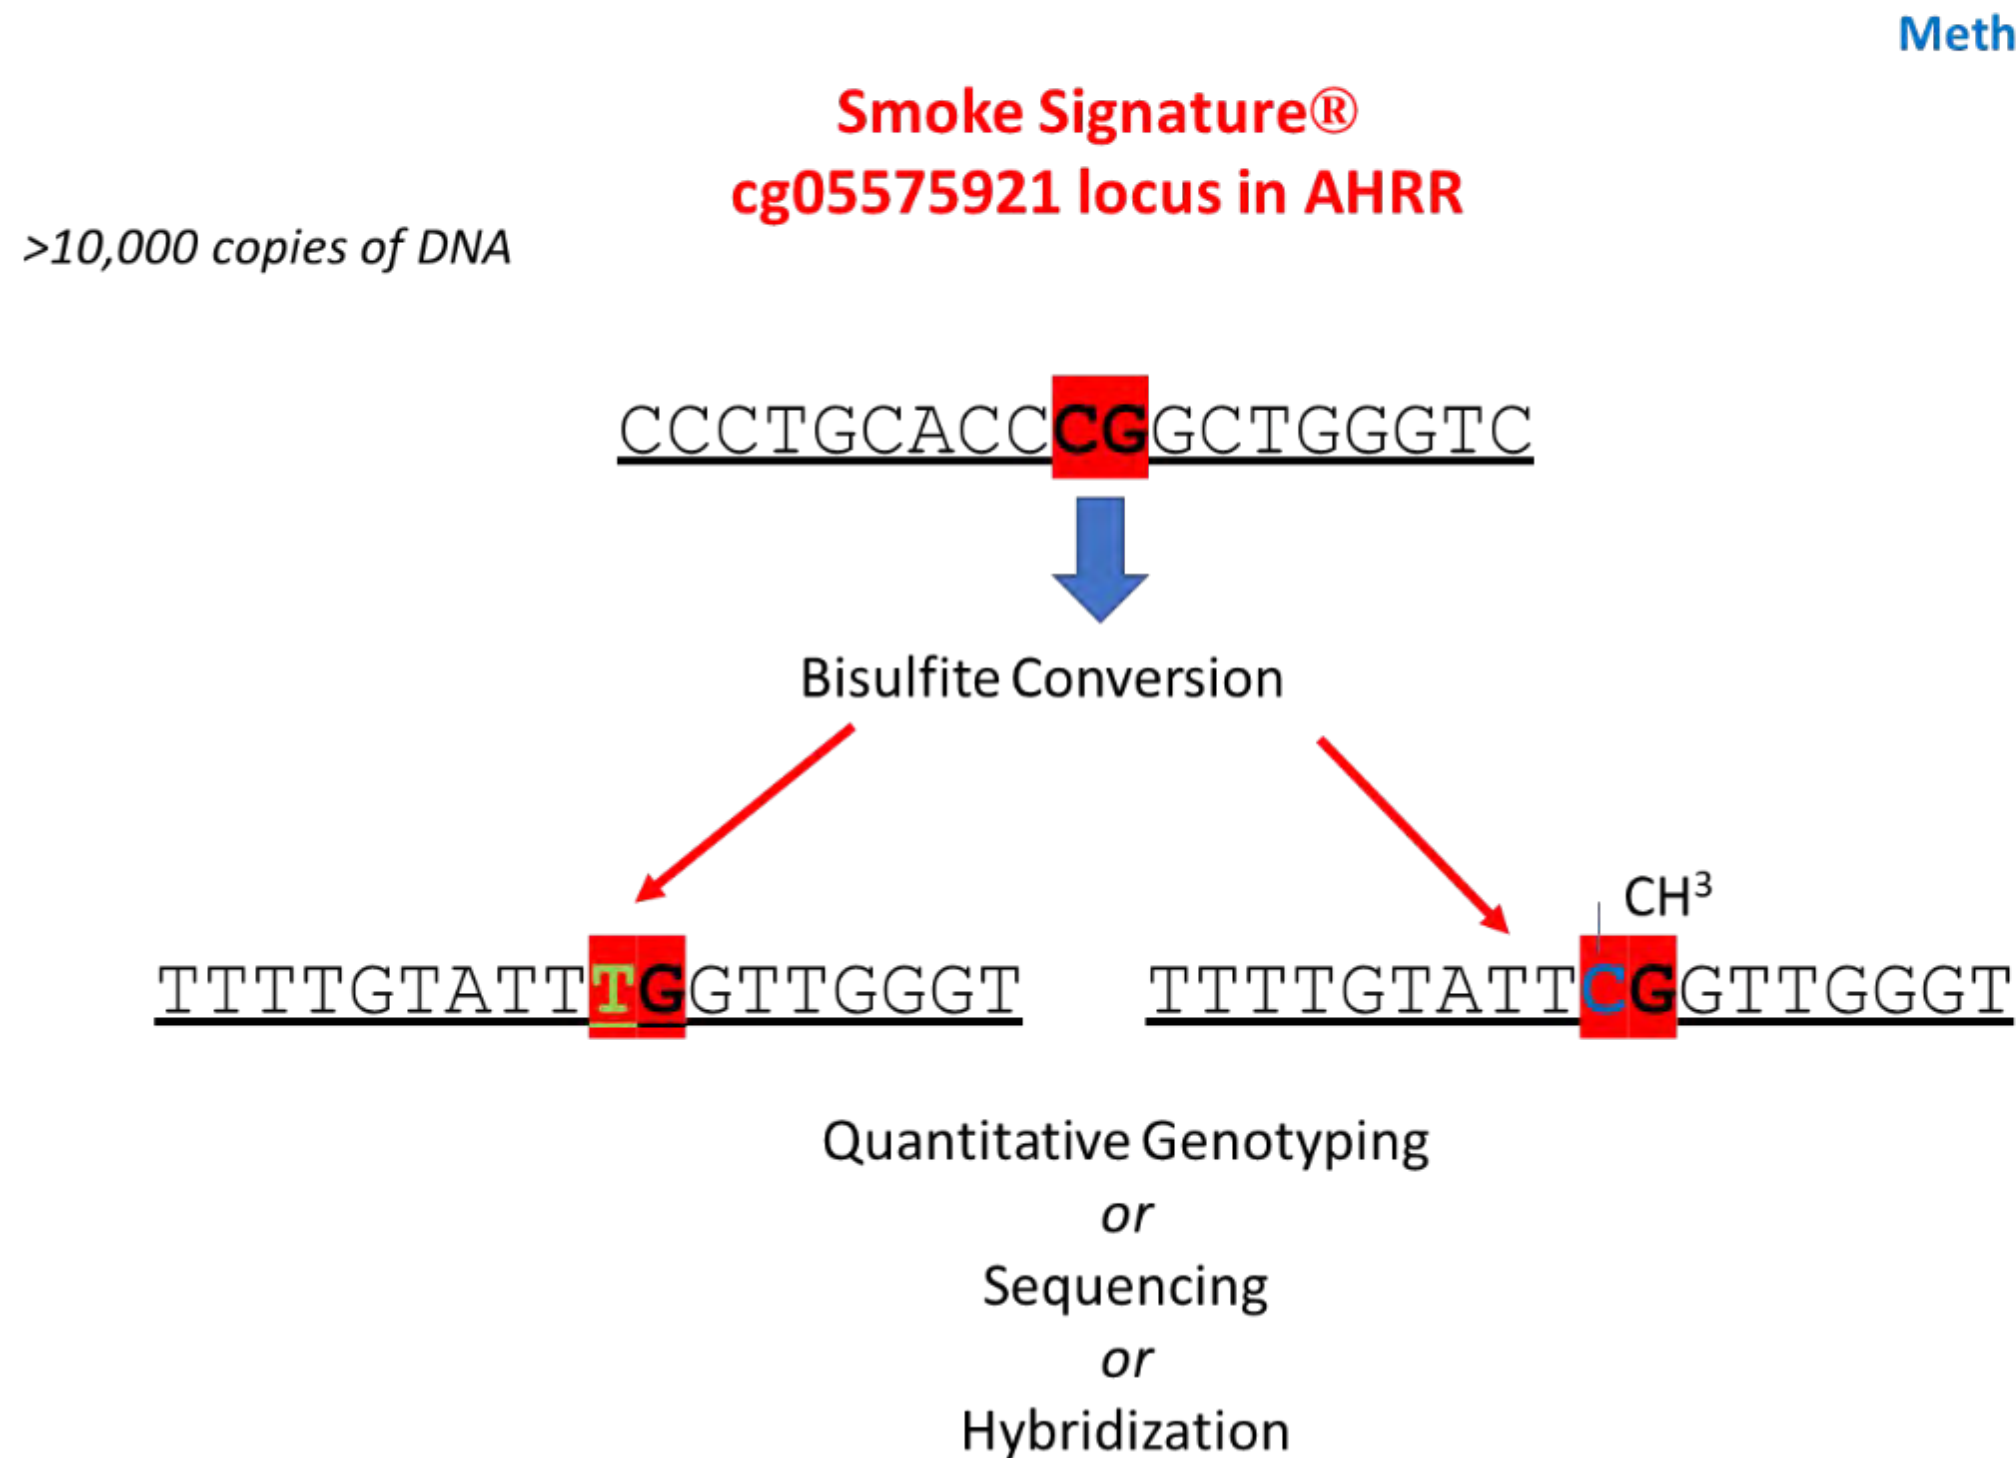 Meth
Smoke Signature®
cg05575921 locus in AHRR
>10,000 copies of DNA
CCCTGCACCCGGCTGGGTC
Bisulfite Conversion
CH³
TTTTGTATTTGGTTGGGT TTTTGTATTCGGTTGGGT
Quantitative Genotyping
or
Sequencing
or
Hybridization